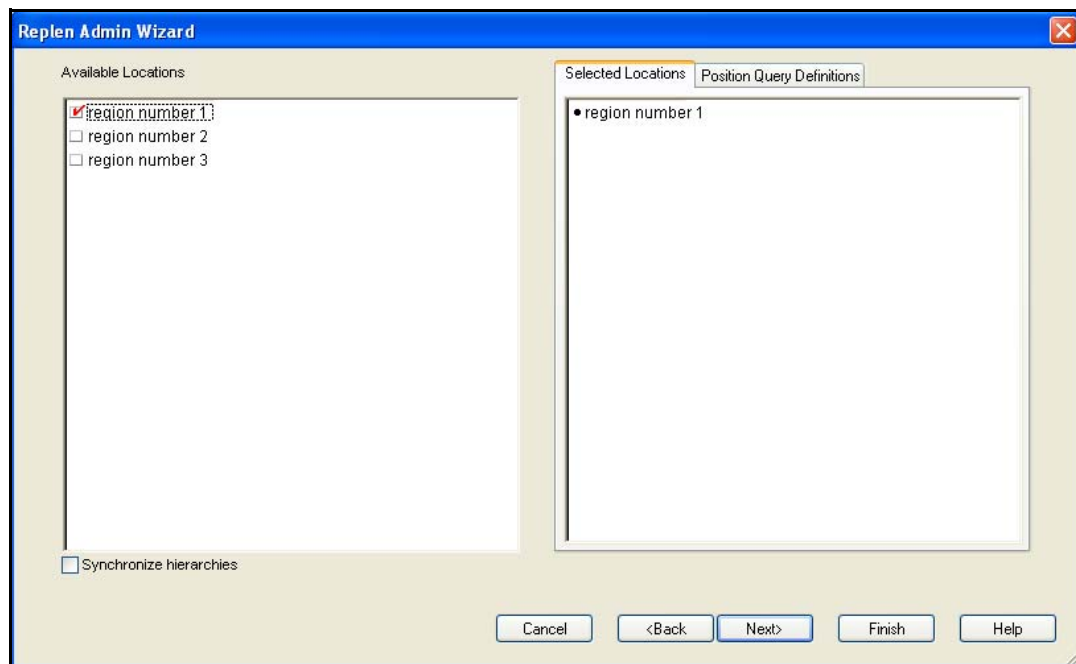 Replen Admin Wizard
Available Locations
region number 1
region number 2
region number 3
Synchronize hierarchies
Selected Locations
Position Query Definitions
region number 1
Cancel
<Back
Next>
Finish
Help